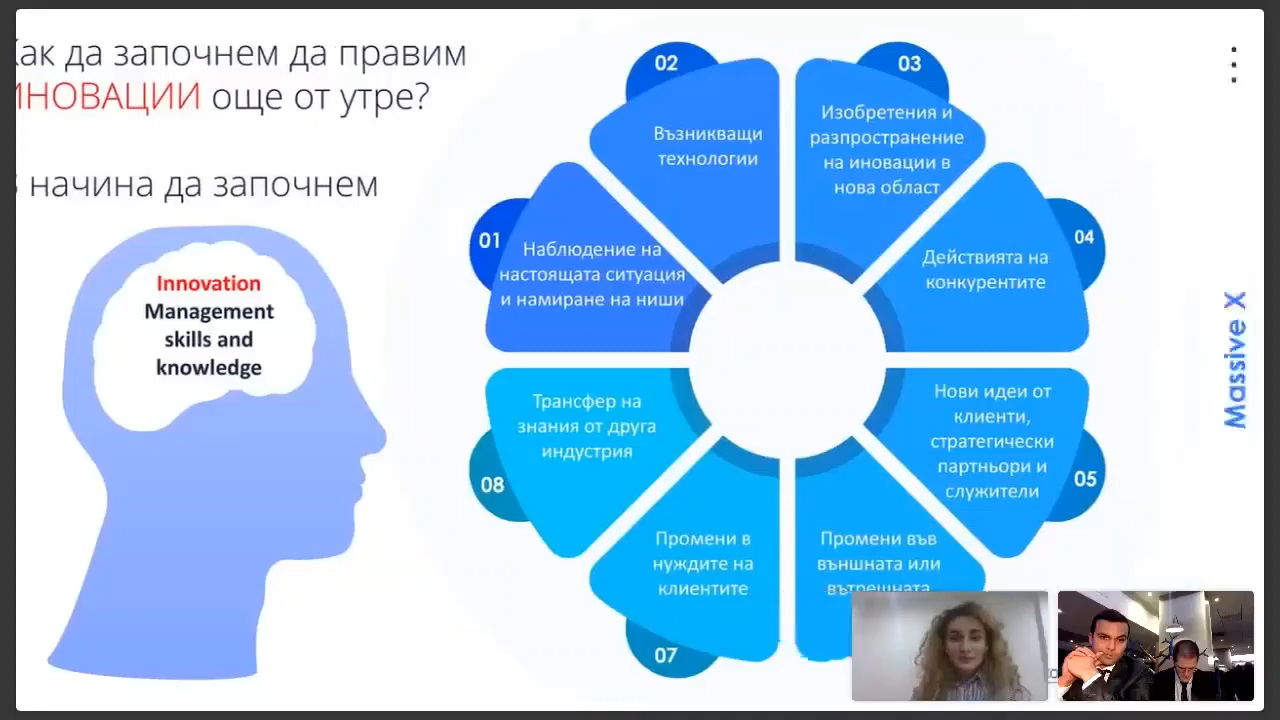 да започнем да правим
ИНОВАЦИИ още от утре?
начина да започнем
Innovation
Management
skills and
knowledge
01
Наблюдение на
настоящата ситуация
и намиране на ниши
02
Възникващи
технологии
03
Изобретения и
разпространение
на иновации в
нова област
04
Действията на
конкурентите
Нови идеи от
клиенти,
стратегически
партньори и
служители
05
Промени във
външната или
вътрешната
Промени в
нуждите на
клиентите
07
Трансфер на
знания от друга
индустрия
08
Massive X